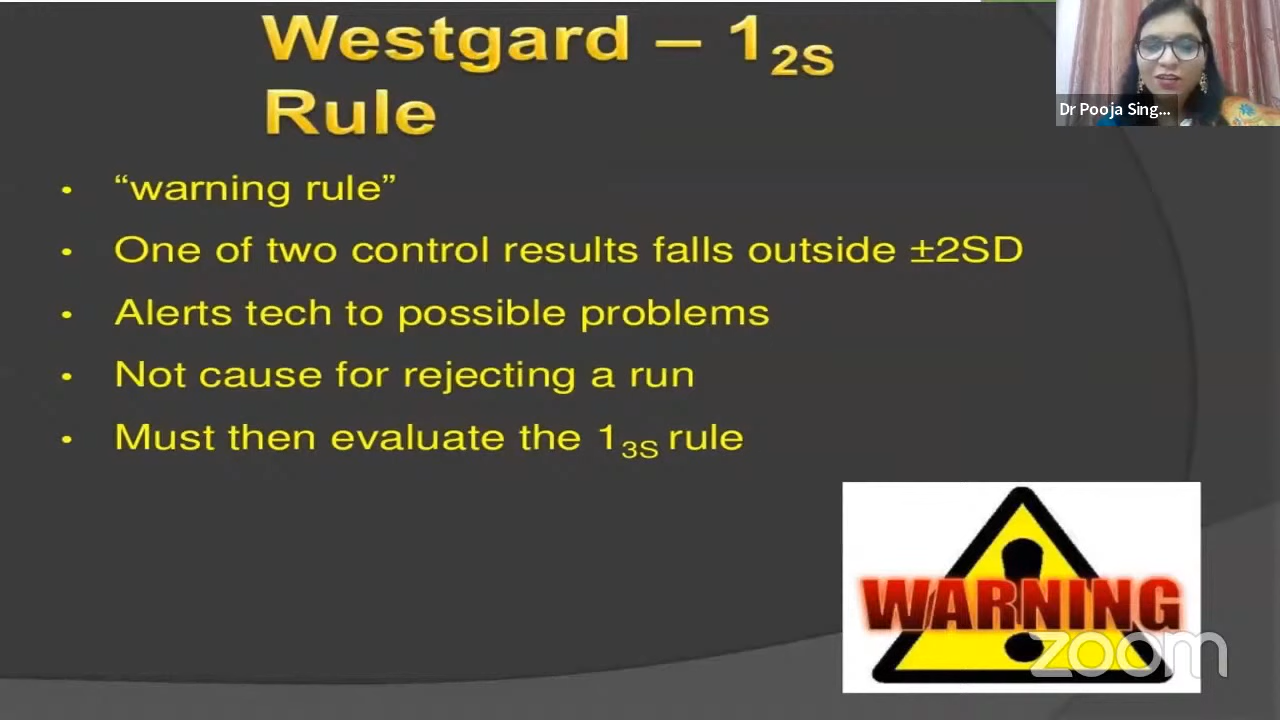 Westgard – 12S
Rule
Dr Pooja Sing...
• “warning rule”
• One of two control results falls outside ±2SD
• Alerts tech to possible problems
• Not cause for rejecting a run
• Must then evaluate the 13S rule
WARNING
zoom